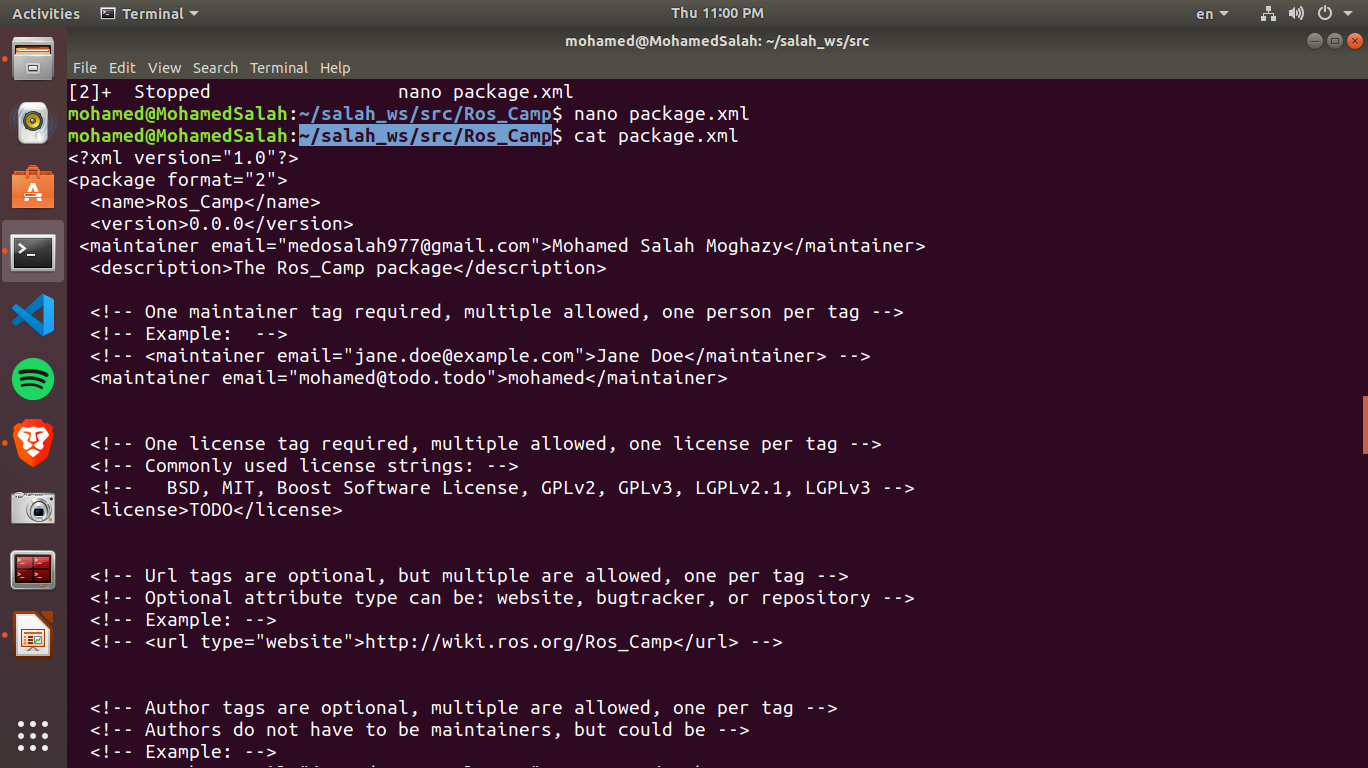 Activities Terminal Thu 11:00 PM en
mohamed@MohamedSalah: ~/salah_ws/src
File Edit View Search Terminal Help
[2]+  Stopped                 nano package.xml
mohamed@MohamedSalah:~/salah_ws/src/Ros_Camp$ nano package.xml
mohamed@MohamedSalah:~/salah_ws/src/Ros_Camp$ cat package.xml
<?xml version="1.0"?>
<package format="2">
  <name>Ros_Camp</name>
  <version>0.0.0</version>
 <maintainer email="medosalah977@gmail.com">Mohamed Salah Moghazy</maintainer>
  <description>The Ros_Camp package</description>
  <!-- One maintainer tag required, multiple allowed, one person per tag -->
  <!-- Example:  -->
  <!-- <maintainer email="jane.doe@example.com">Jane Doe</maintainer> -->
  <maintainer email="mohamed@todo.todo">mohamed</maintainer>
  <!-- One license tag required, multiple allowed, one license per tag -->
  <!-- Commonly used license strings: -->
  <!--   BSD, MIT, Boost Software License, GPLv2, GPLv3, LGPLv2.1, LGPLv3 -->
  <license>TODO</license>
  <!-- Url tags are optional, but multiple are allowed, one per tag -->
  <!-- Optional attribute type can be: website, bugtracker, or repository -->
  <!-- Example: -->
  <!-- <url type="website">http://wiki.ros.org/Ros_Camp</url> -->
  <!-- Author tags are optional, multiple are allowed, one per tag -->
  <!-- Authors do not have to be maintainers, but could be -->
  <!-- Example: -->